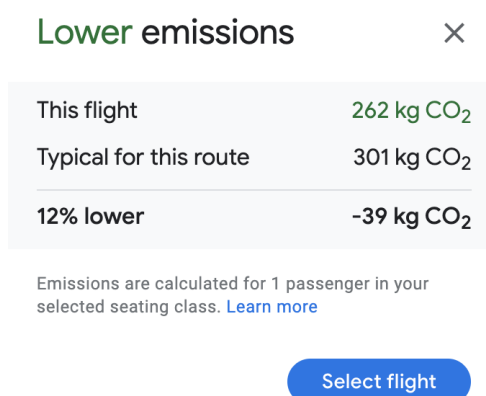 Lower emissions
This flight 262 kg CO₂
Typical for this route 301 kg CO₂
12% lower -39 kg CO₂
Emissions are calculated for 1 passenger in your
selected seating class. Learn more
Select flight